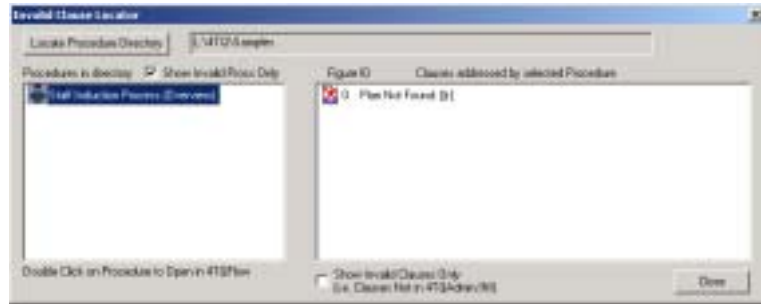 Invalid Clause Locator
Locate Procedure Directory
Procedures in directory Show Invalid Procs Only
Figure ID Clauses addressed by selected Procedure
Staff Induction Process (Overview)
0 Plan Not Found
Double Click on Procedure to Open in 4TQFlow
Show Invalid Clauses Only
(i.e. Clauses Not in 4TQAdmin
Close